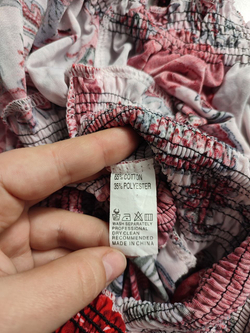 65% COTTON
35% POLYESTER
WASH SEPARATELY
PROFESSIONAL
DRY CLEAN
RECOMMENDED
MADE IN CHINA